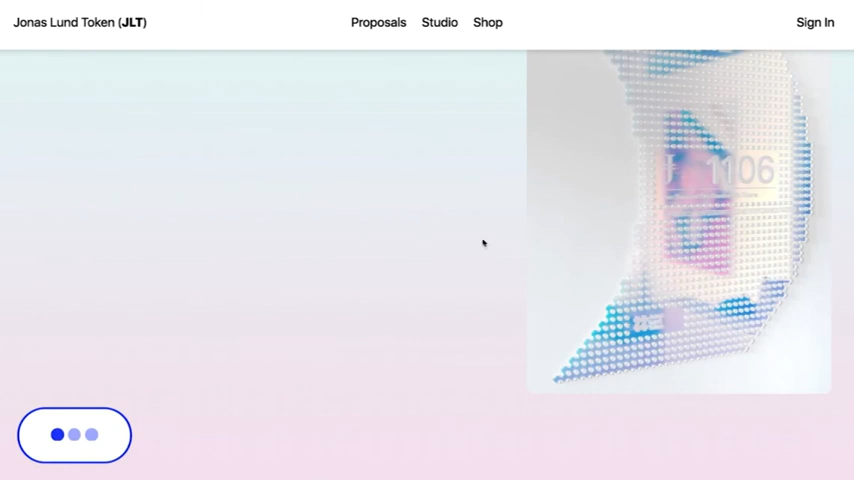 Jonas Lund Token (JLT)
Proposals
Studio
Shop
Sign In
1106